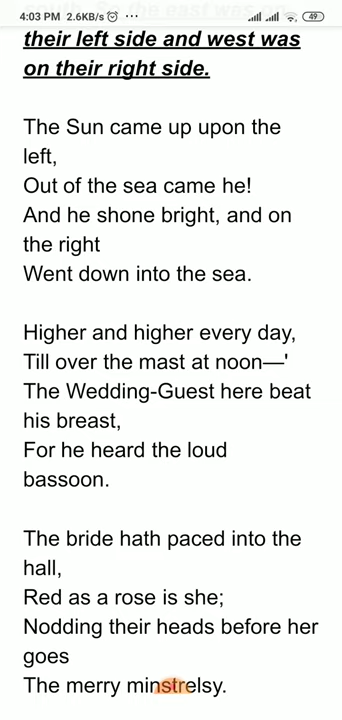 4:03 PM 2.6KB/s ... 49
their left side and west was
on their right side.
The Sun came up upon the
left,
Out of the sea came he!
And he shone bright, and on
the right
Went down into the sea.
Higher and higher every day,
Till over the mast at noon—'
The Wedding-Guest here beat
his breast,
For he heard the loud
bassoon.
The bride hath paced into the
hall,
Red as a rose is she;
Nodding their heads before her
goes
The merry minstrelsy.